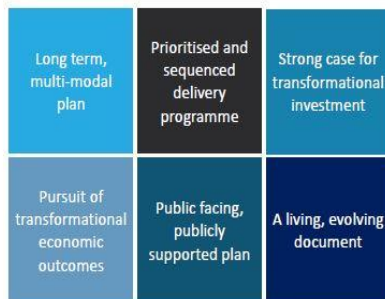 Long term,
multi-modal
plan
Prioritised and
sequenced
delivery
programme
Strong case for
transformational
investment
Pursuit of
transformational
economic
outcomes
Public facing,
publicly
supported plan
A living, evolving
document